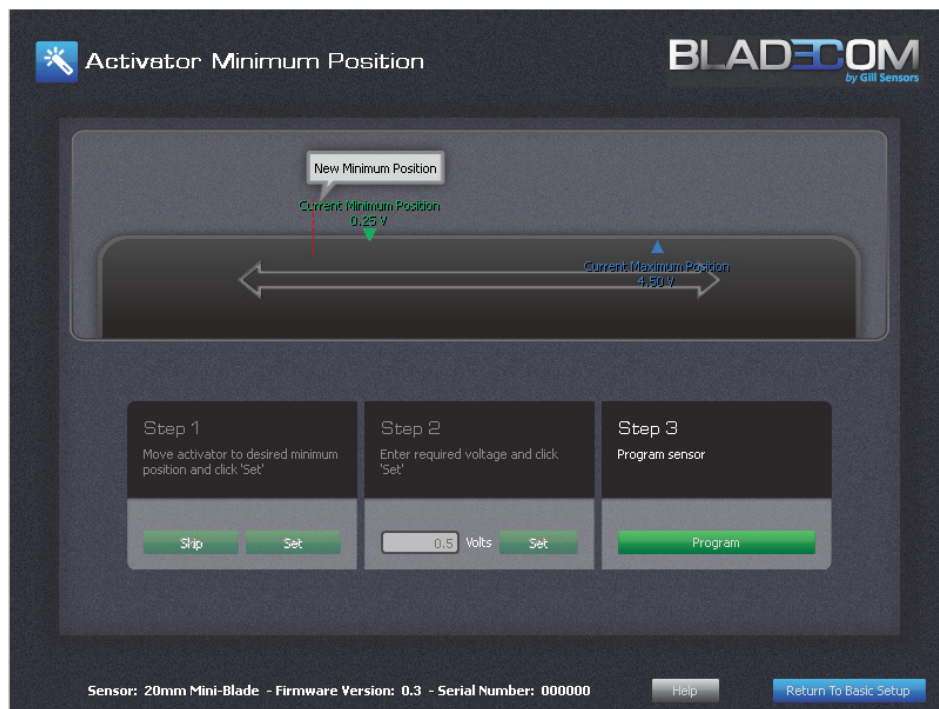 Activator Minimum Position
BLADECOM
by Gill Sensors
New Minimum Position
Current Minimum Position
0.25 V
Current Maximum Position
4.50 V
Step 1
Move activator to desired minimum
position and click 'Set'
Skip
Set
Step 2
Enter required voltage and click
'Set'
0.5 Volts
Set
Step 3
Program sensor
Program
Sensor: 20mm Mini-Blade - Firmware Version: 0.3 - Serial Number: 000000
Help
Return To Basic Setup